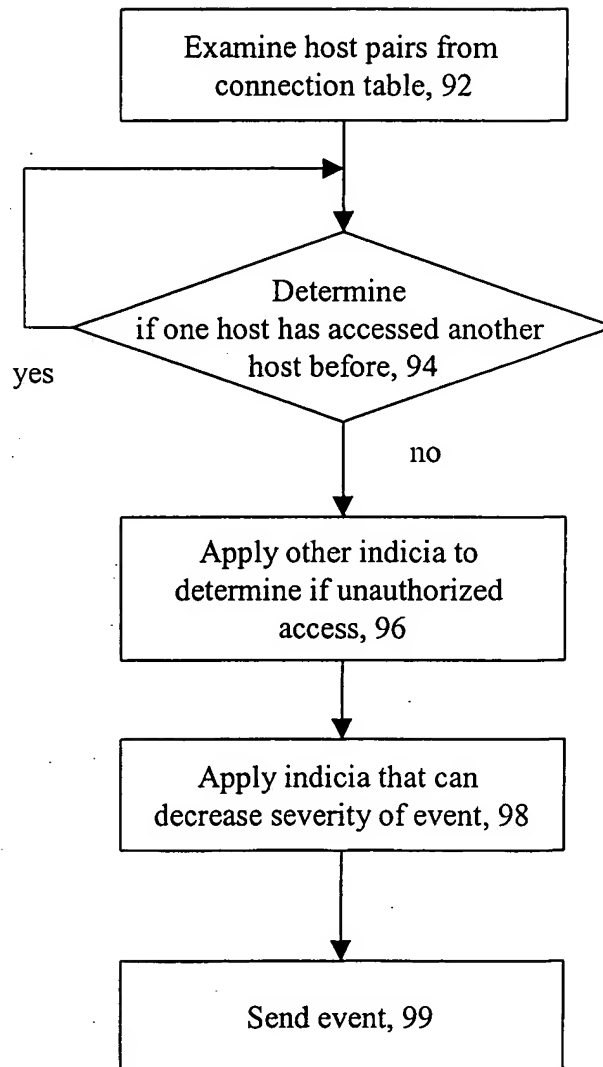 Examine host pairs from
connection table, 92
Determine
if one host has accessed another
host before, 94
yes
no
Apply other indicia to
determine if unauthorized
access, 96
Apply indicia that can
decrease severity of event, 98
Send event, 99